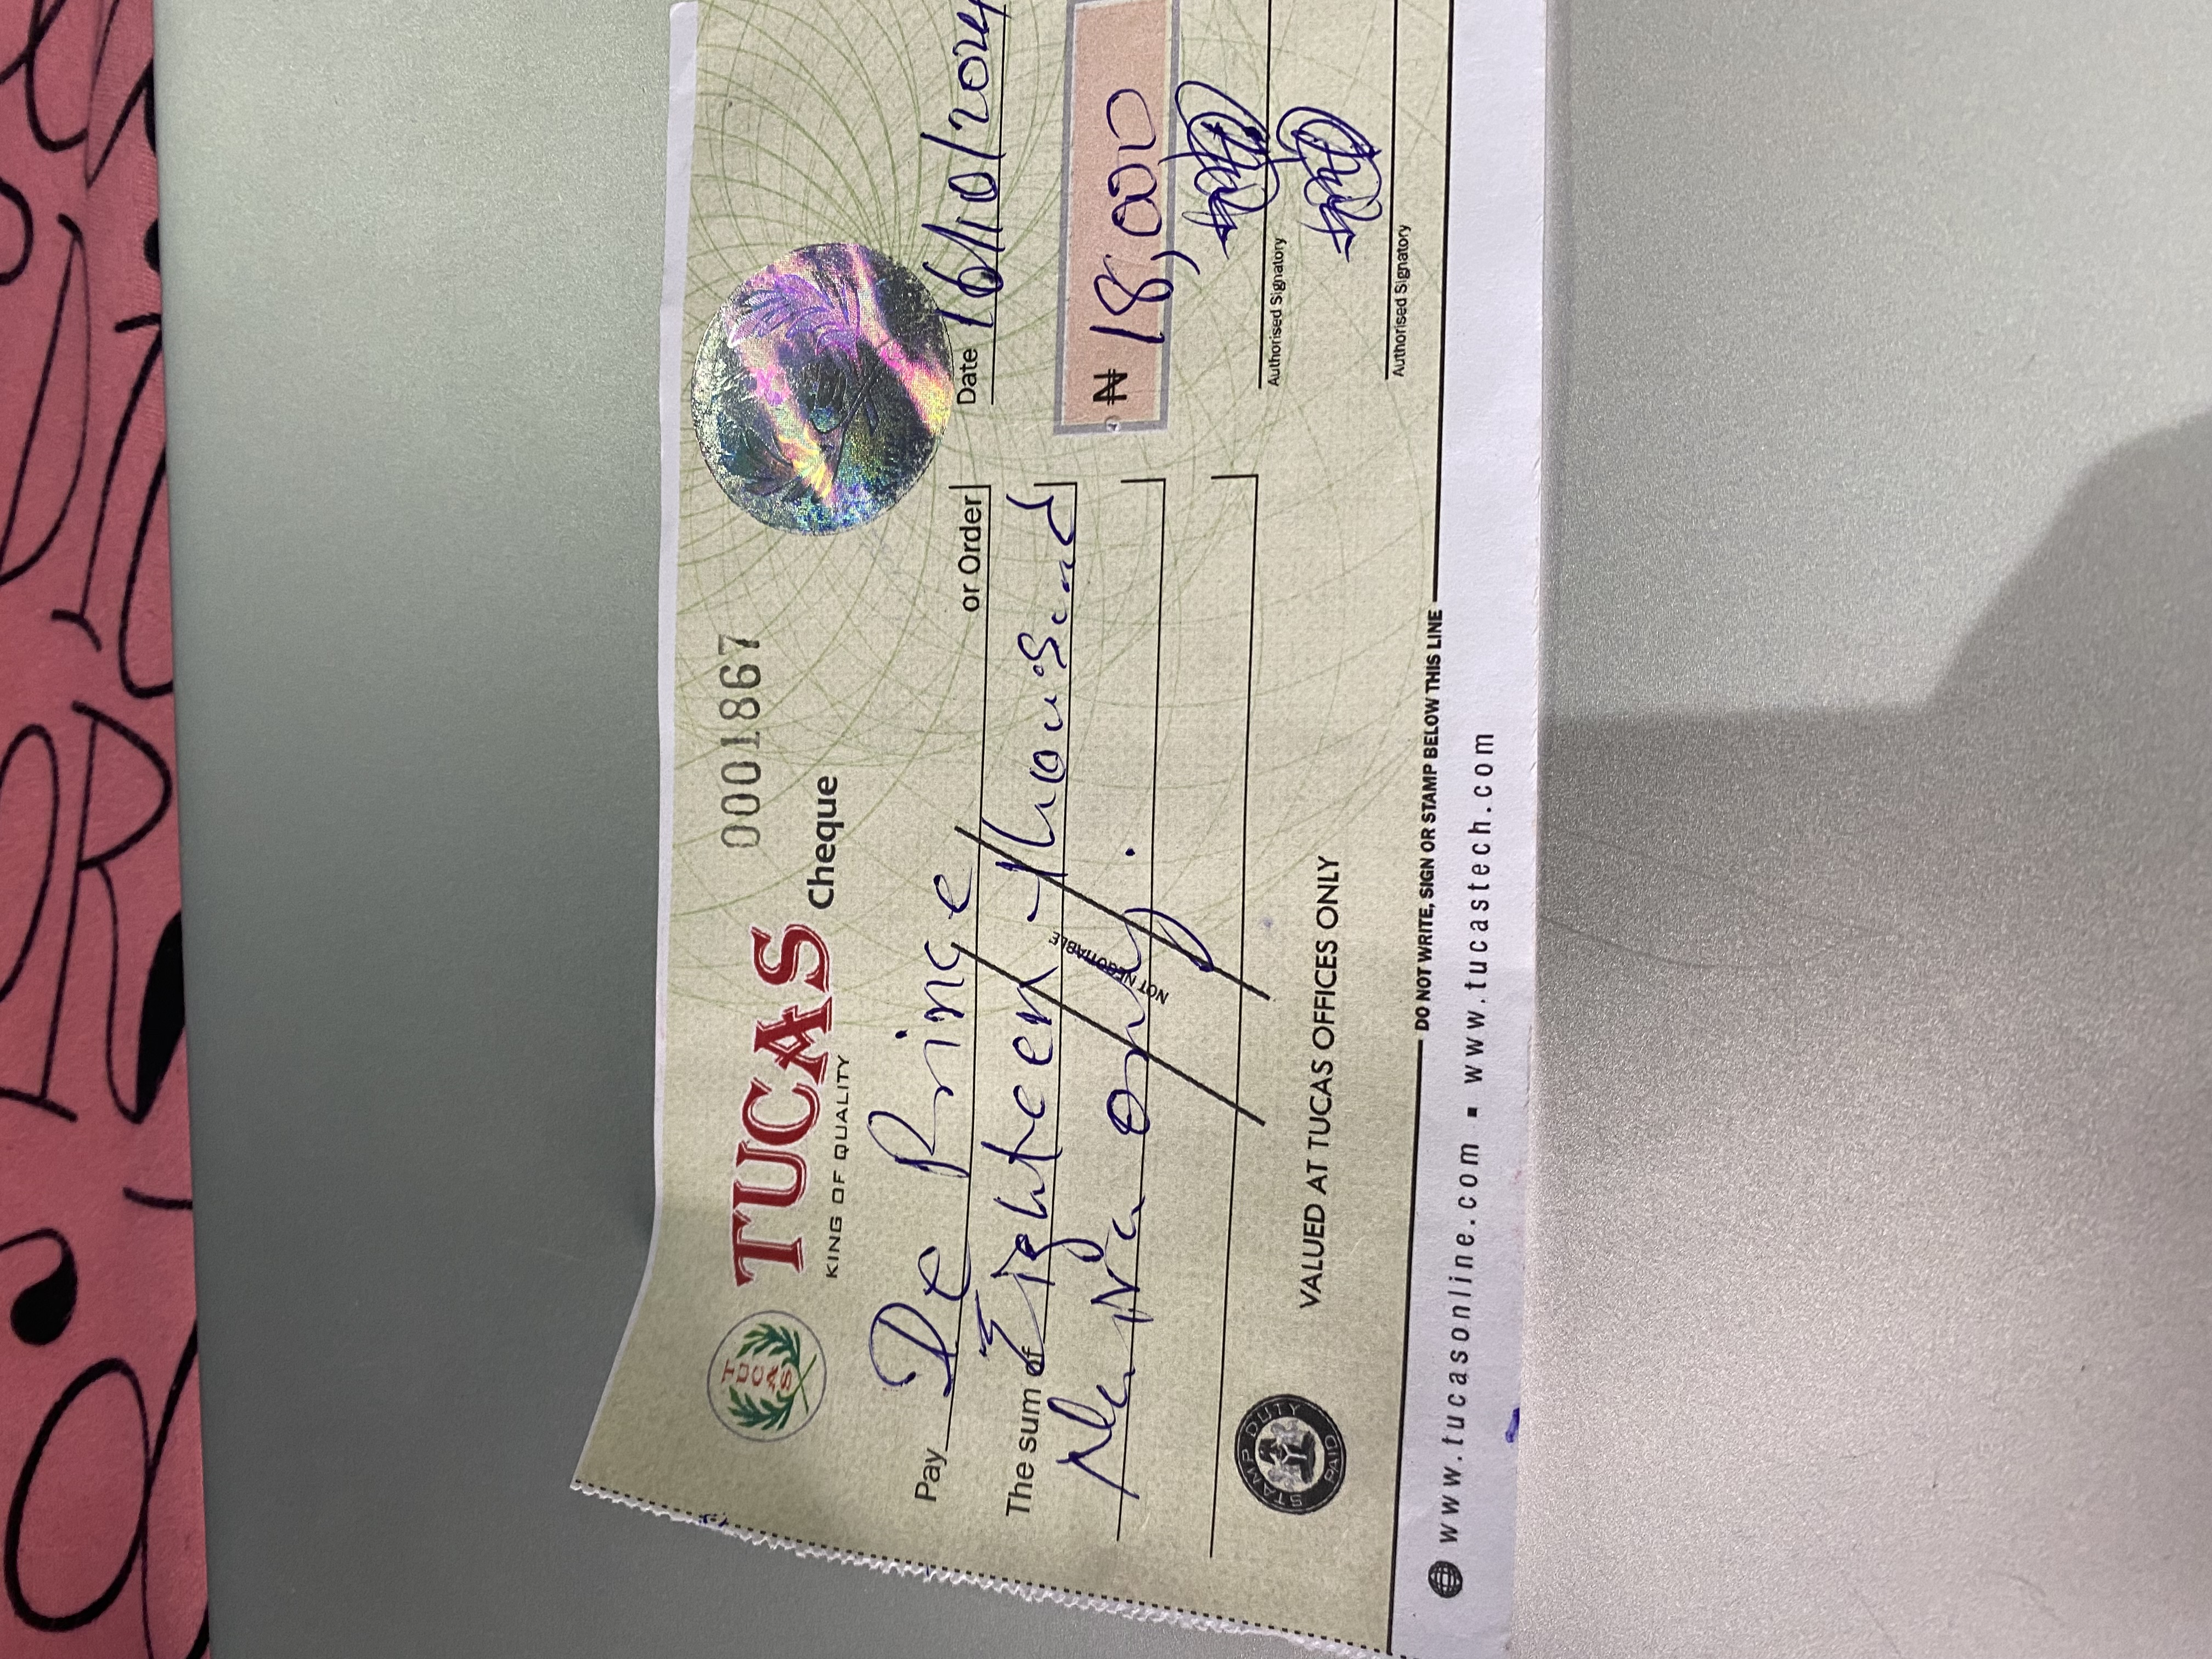 TUCAS
TUCAS
KING OF QUALITY
0001867
Cheque
Date 16/10/2024
Pay De Prince or Order
The sum of Eighteen thousand
Naira only.
NOT NEGOTIABLE
₦ 18,000
Authorised Signatory
Authorised Signatory
STAMP DUTY PAID
VALUED AT TUCAS OFFICES ONLY
DO NOT WRITE, SIGN OR STAMP BELOW THIS LINE
www.tucasonline.com ▪ www.tucastech.com